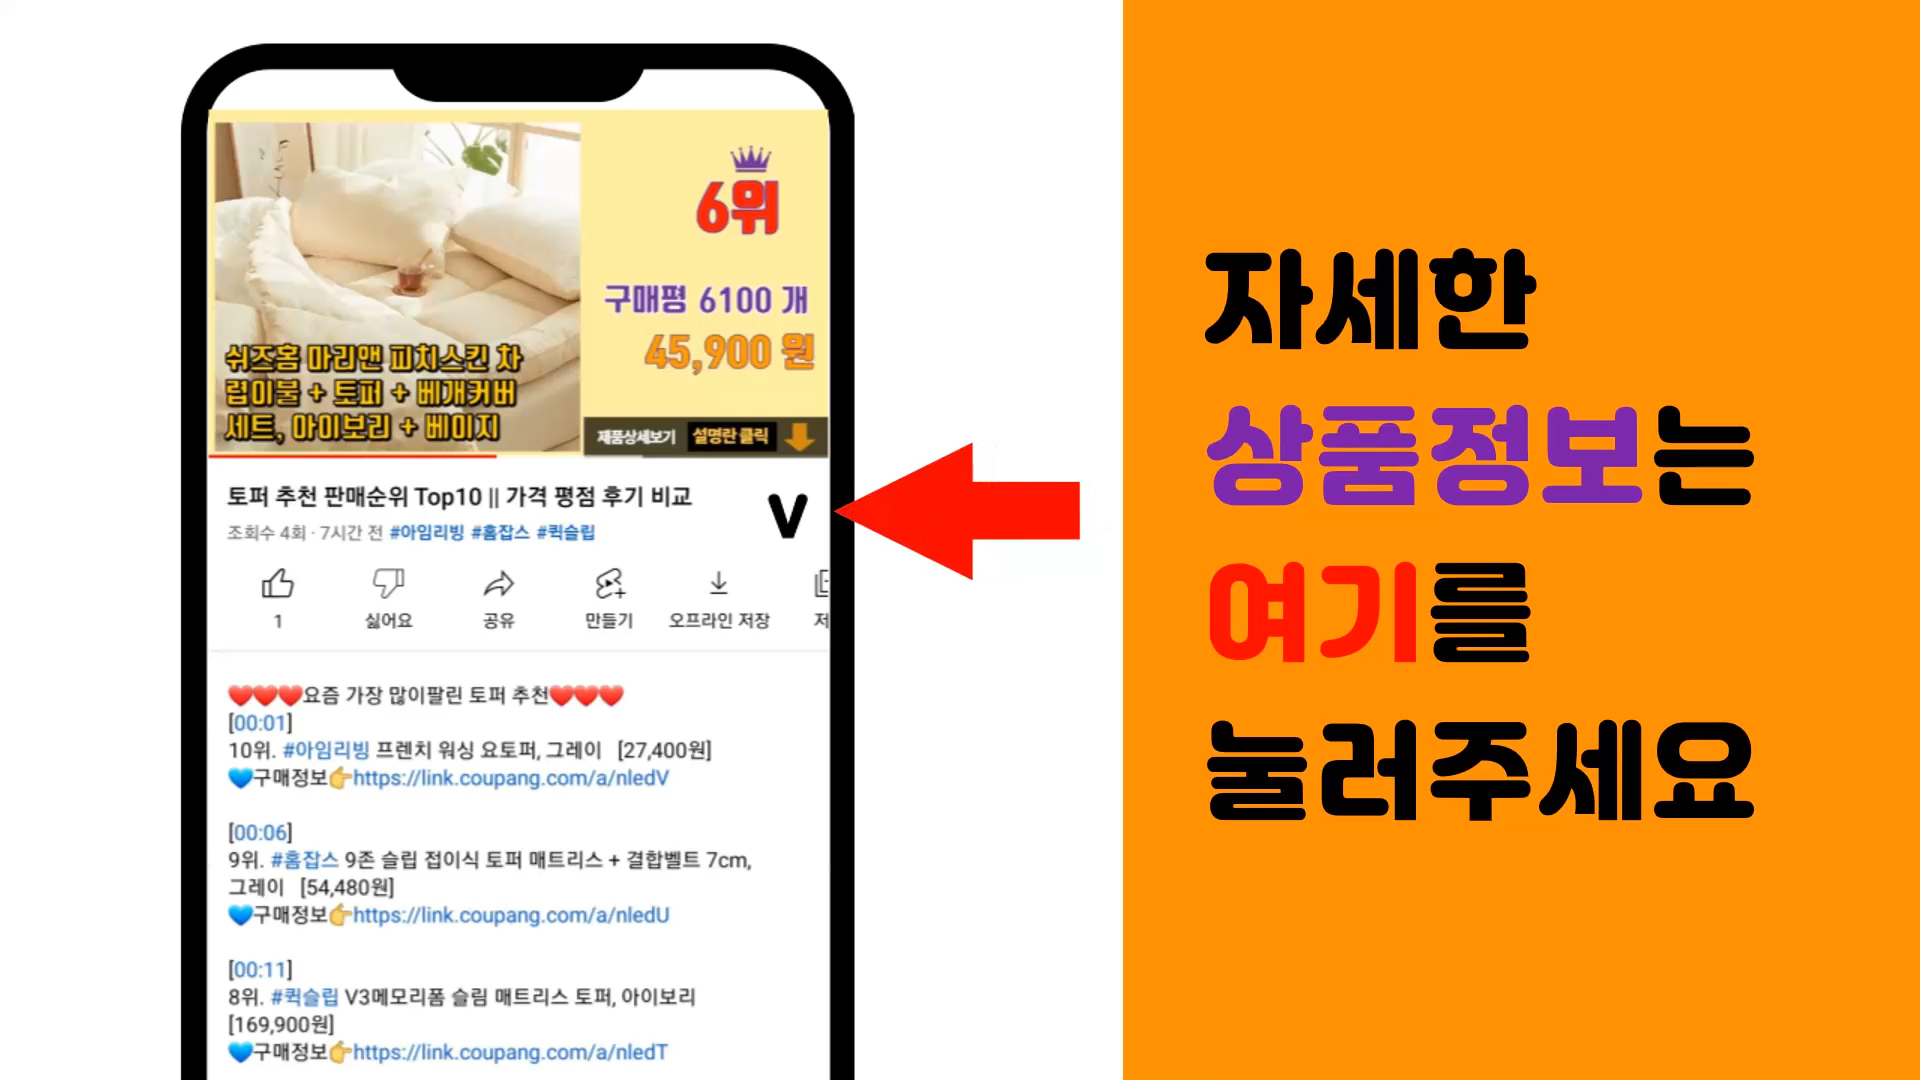 6위
구매평 6100 개
45,900 원
쉬즈홈 마리앤 피치스킨 차
렵이불 + 토퍼 + 베개커버
세트, 아이보리 + 베이지
제품상세보기 설명란 클릭
토퍼 추천 판매순위 Top10 || 가격 평점 후기 비교
V
조회수 4회 · 7시간 전 #아임리빙 #홈잡스 #퀵슬립
1 싫어요 공유 만들기 오프라인 저장 저
❤️❤️❤️요즘 가장 많이팔린 토퍼 추천❤️❤️❤️
[00:01]
10위. #아임리빙 프렌치 워싱 요토퍼, 그레이 [27,400원]
💙구매정보👉https://link.coupang.com/a/nledV
[00:06]
9위. #홈잡스 9존 슬립 접이식 토퍼 매트리스 + 결합벨트 7cm,
그레이 [54,480원]
💙구매정보👉https://link.coupang.com/a/nledU
[00:11]
8위. #퀵슬립 V3메모리폼 슬림 매트리스 토퍼, 아이보리
[169,900원]
💙구매정보👉https://link.coupang.com/a/nledT
자세한
상품정보는
여기를
눌러주세요